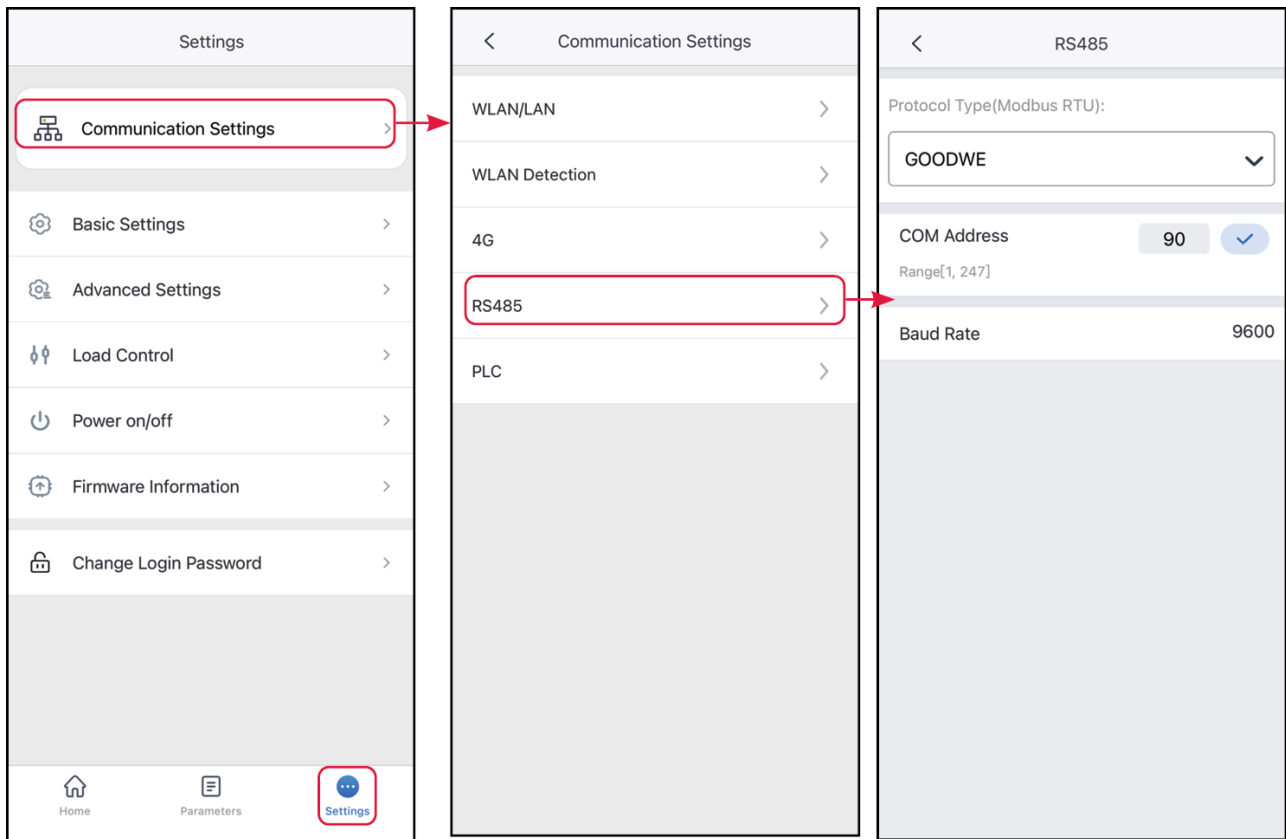 Settings
Communication Settings
Basic Settings
Advanced Settings
Load Control
Power on/off
Firmware Information
Change Login Password
Home
Parameters
Settings
Communication Settings
WLAN/LAN
WLAN Detection
4G
RS485
PLC
RS485
Protocol Type(Modbus RTU):
GOODWE
COM Address 90
Range[1, 247]
Baud Rate 9600